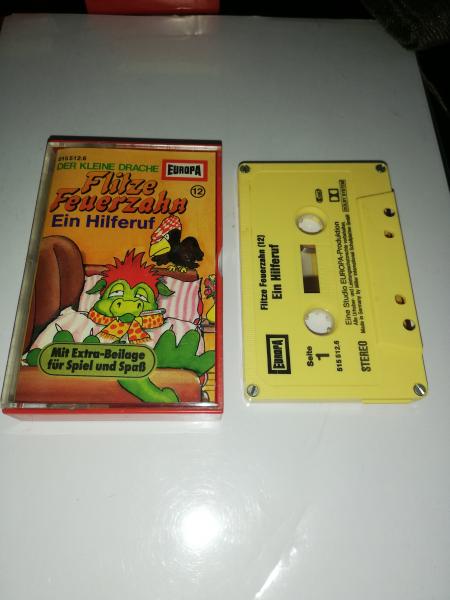 515 512.6
DER KLEINE DRACHE
EUROPA
Flitze
Feuerzahn
12
Ein Hilferuf
Mit Extra-Beilage
für Spiel und Spaß
Flitze Feuerzahn (12)
Ein Hilferuf
EUROPA
Seite
1
515 512.6
Eine Studio EUROPA-Produktion
STEREO